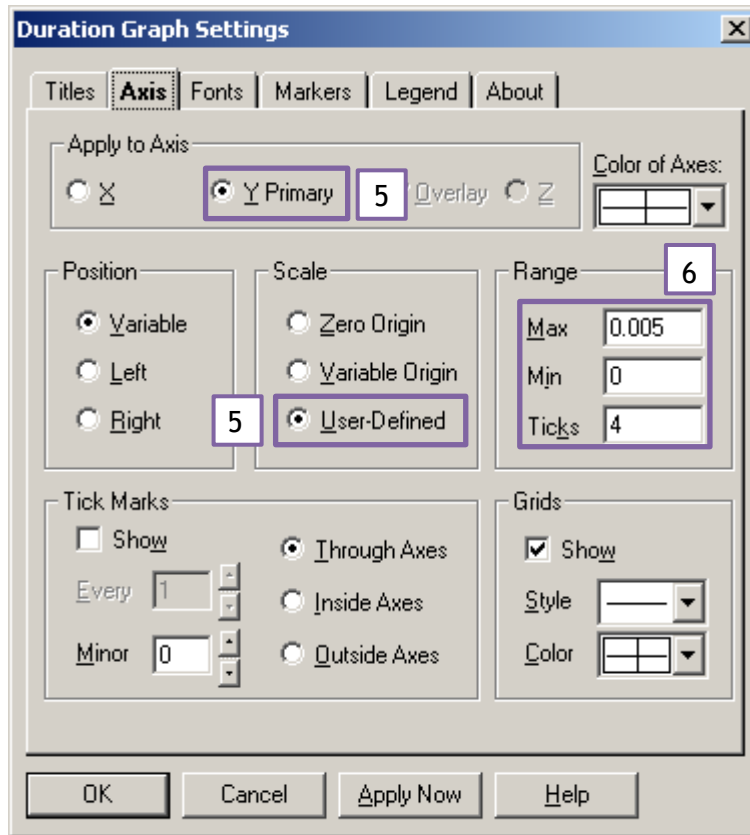 Duration Graph Settings
Titles Axis Fonts Markers Legend About
Apply to Axis
X Y Primary 5 Overlay Z
Color of Axes:
Position
Variable
Left
Right
Scale
Zero Origin
Variable Origin
5 User-Defined
Range 6
Max 0.005
Min 0
Ticks 4
Tick Marks
Show
Every 1
Minor 0
Through Axes
Inside Axes
Outside Axes
Grids
Show
Style
Color
OK Cancel Apply Now Help